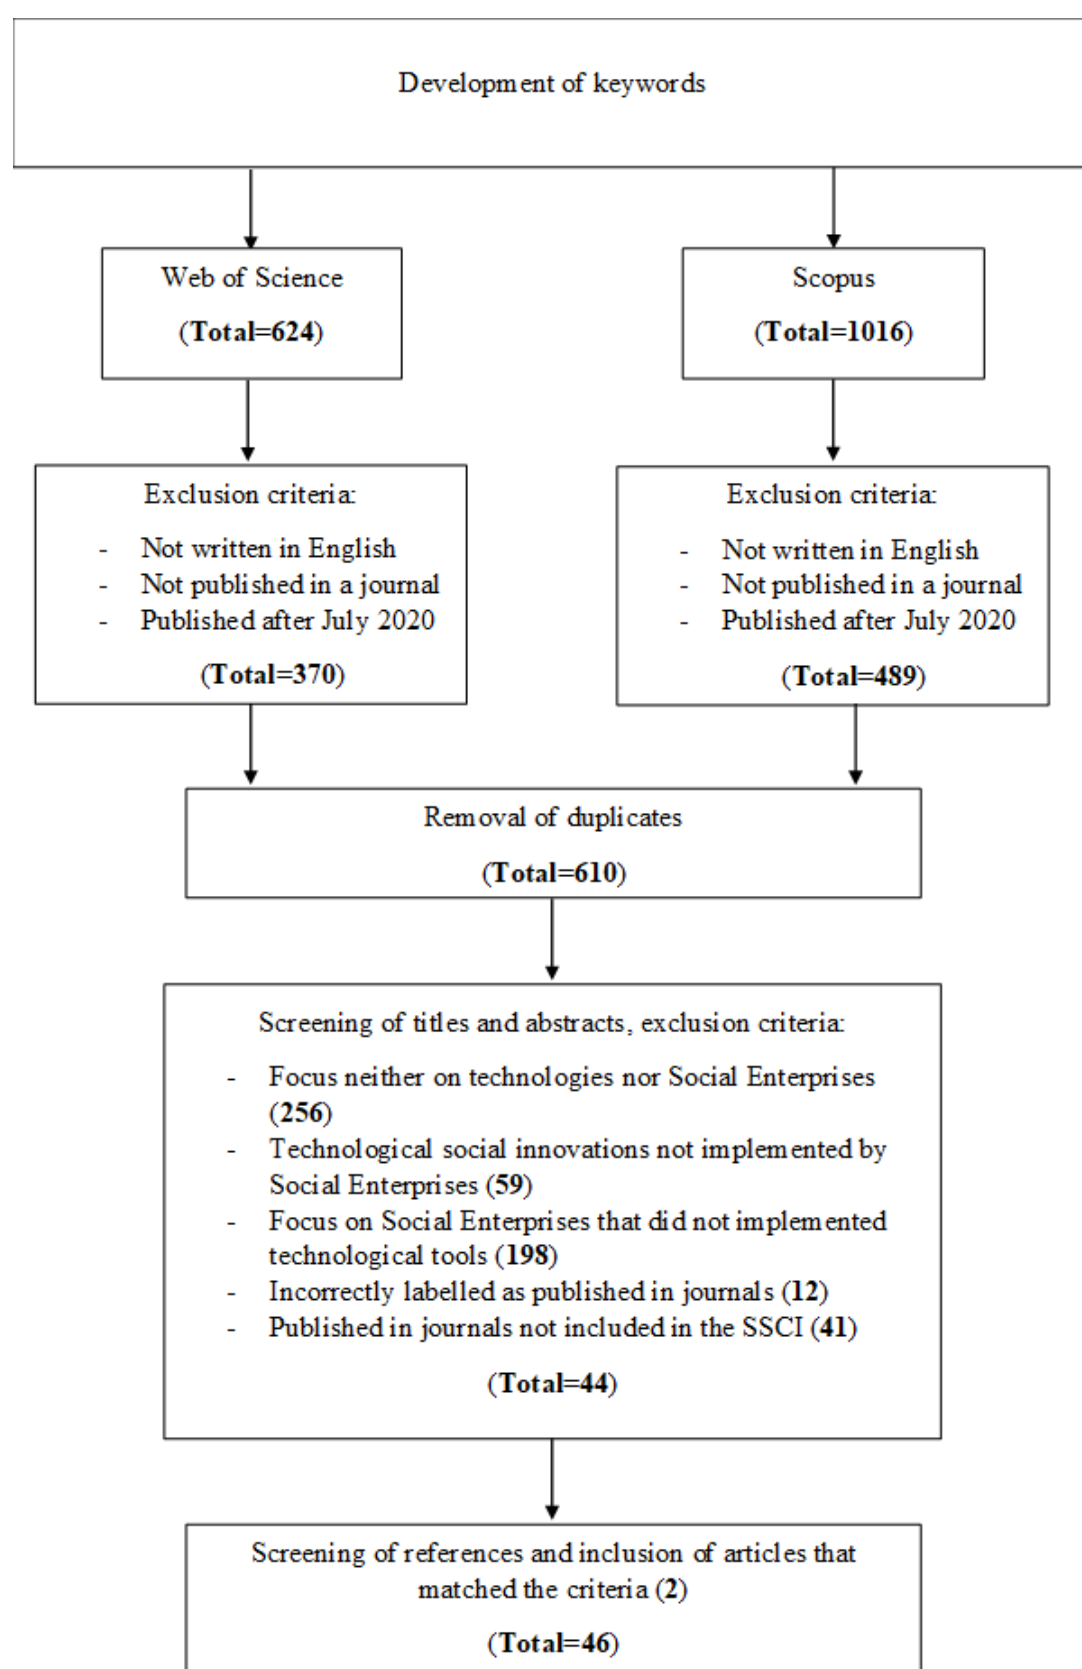 Development of keywords
Web of Science
(Total=624)
Scopus
(Total=1016)
Exclusion criteria:
- Not written in English
- Not published in a journal
- Published after July 2020
(Total=370)
Exclusion criteria:
- Not written in English
- Not published in a journal
- Published after July 2020
(Total=489)
Removal of duplicates
(Total=610)
Screening of titles and abstracts, exclusion criteria:
- Focus neither on technologies nor Social Enterprises
(256)
- Technological social innovations not implemented by
Social Enterprises (59)
- Focus on Social Enterprises that did not implemented
technological tools (198)
- Incorrectly labelled as published in journals (12)
- Published in journals not included in the SSCI (41)
(Total=44)
Screening of references and inclusion of articles that
matched the criteria (2)
(Total=46)